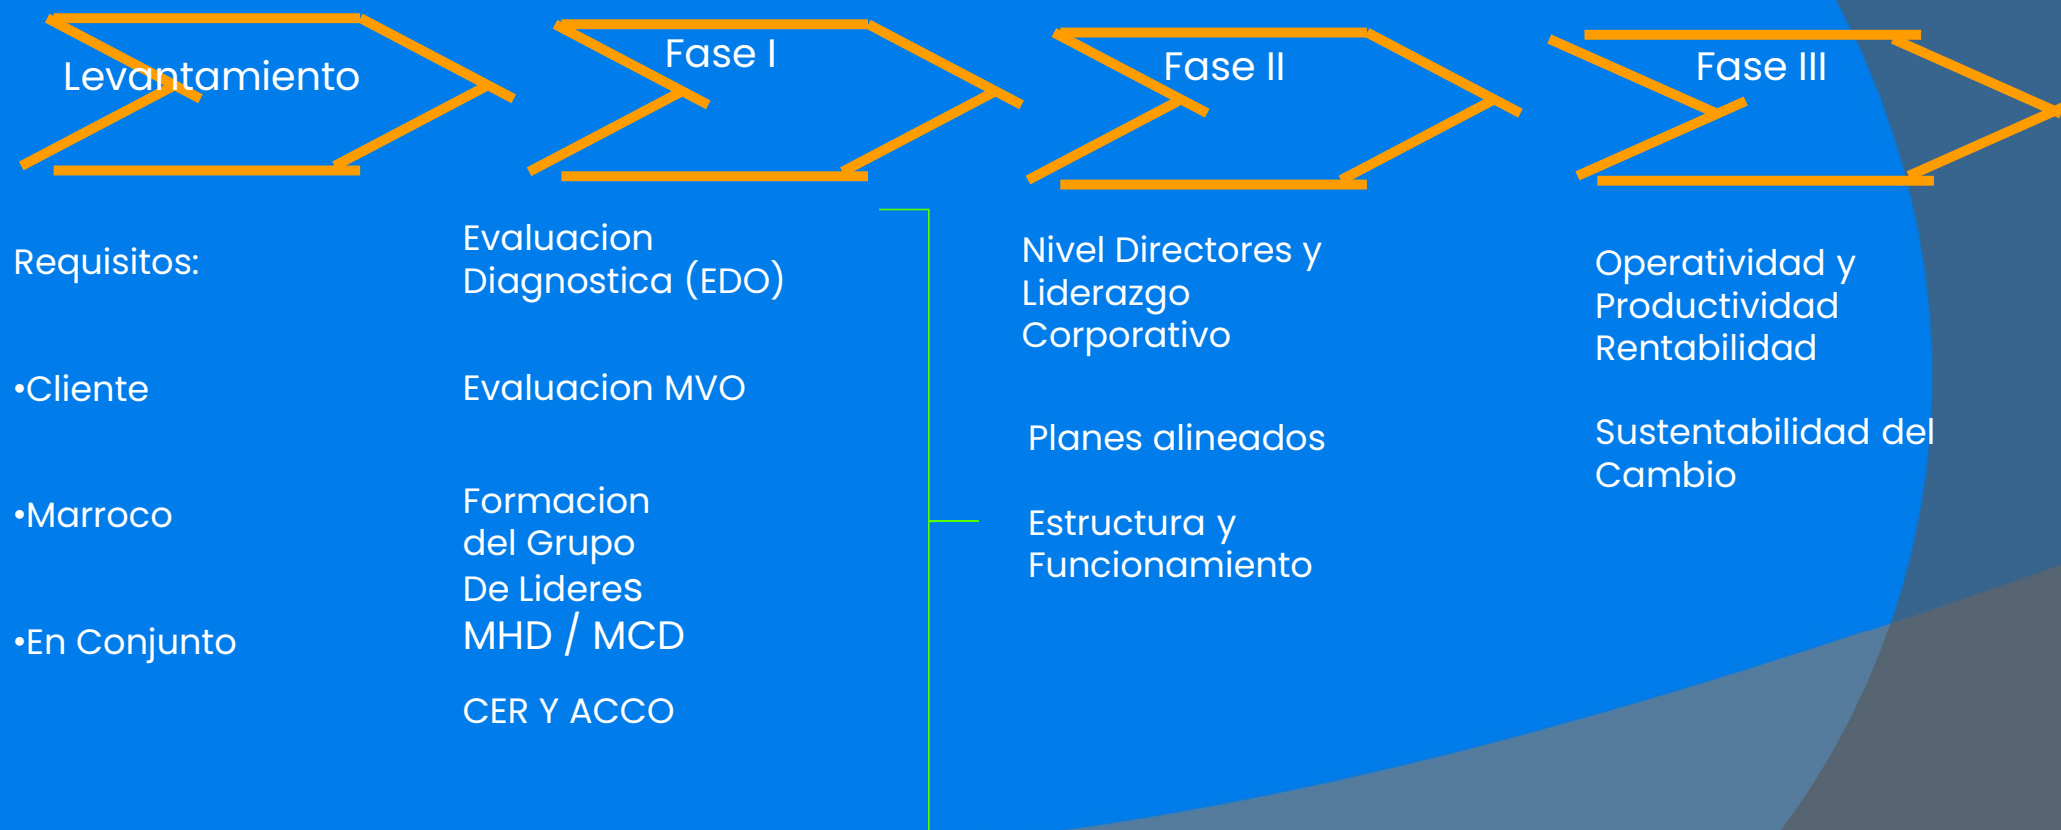 Levantamiento
Fase I
Fase II
Fase III
Requisitos:
•Cliente
•Marroco
•En Conjunto
Evaluacion
Diagnostica (EDO)
Evaluacion MVO
Formacion
del Grupo
De Lideres
MHD / MCD
CER Y ACCO
Nivel Directores y
Liderazgo
Corporativo
Planes alineados
Estructura y
Funcionamiento
Operatividad y
Productividad
Rentabilidad
Sustentabilidad del
Cambio